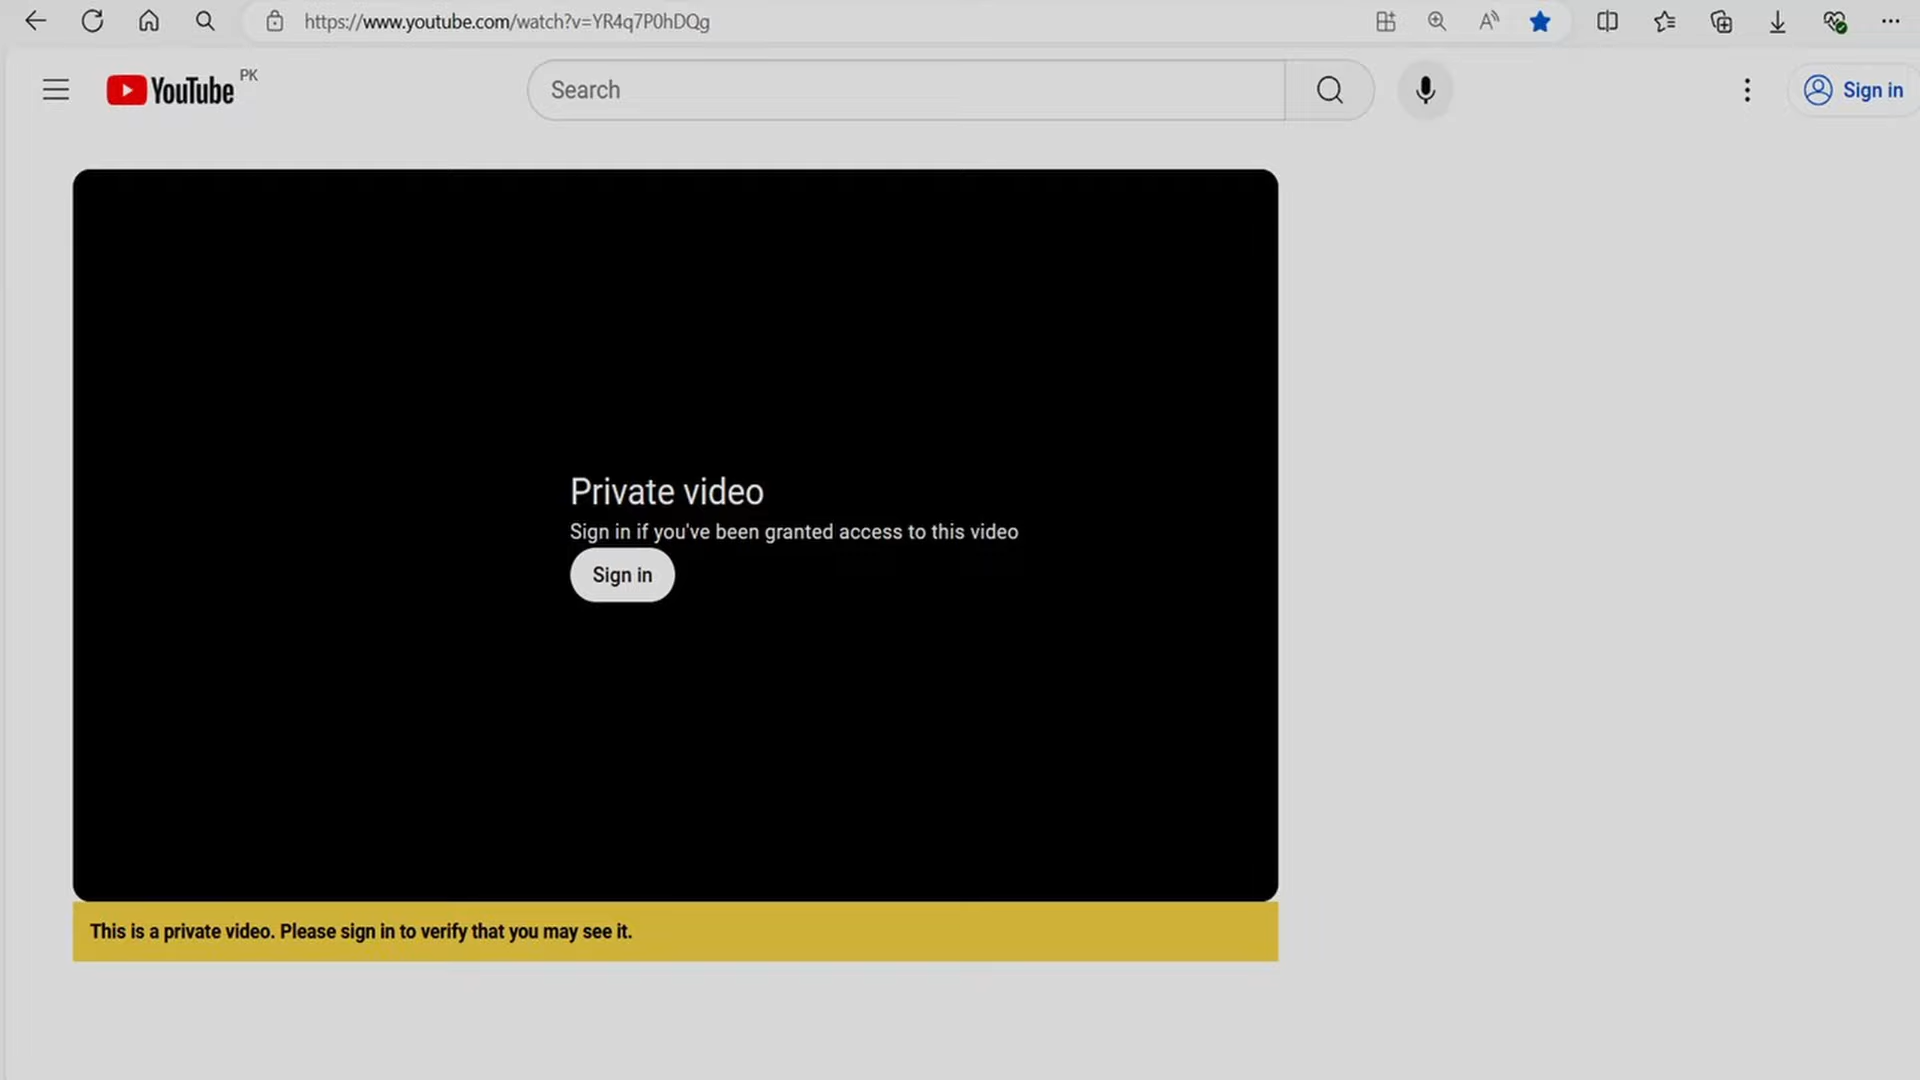 https://www.youtube.com/watch?v=YR4q7P0hDQg
YouTube PK
Search
Sign in
Private video
Sign in if you've been granted access to this video
Sign in
This is a private video. Please sign in to verify that you may see it.